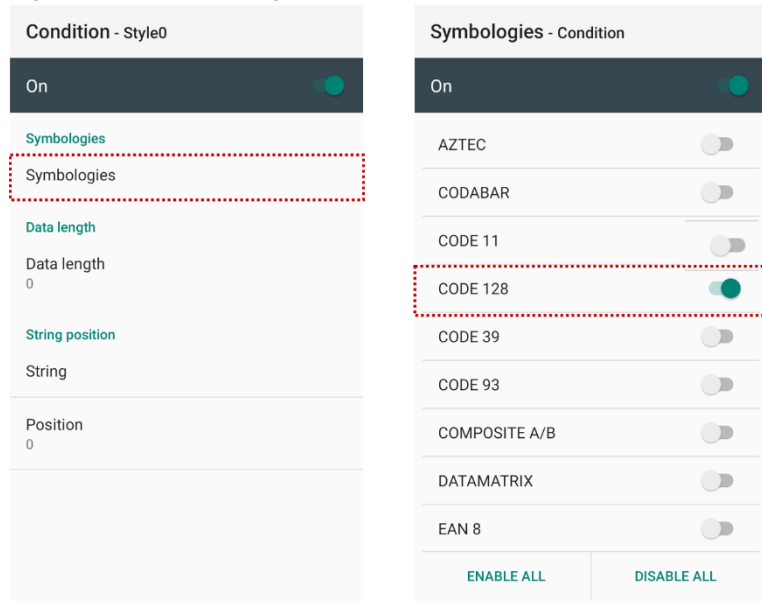 Condition - Style0
On
Symbologies
Symbologies
Data length
Data length
0
String position
String
Position
0
Symbologies - Condition
On
AZTEC
CODABAR
CODE 11
CODE 128
CODE 39
CODE 93
COMPOSITE A/B
DATAMATRIX
EAN 8
ENABLE ALL
DISABLE ALL